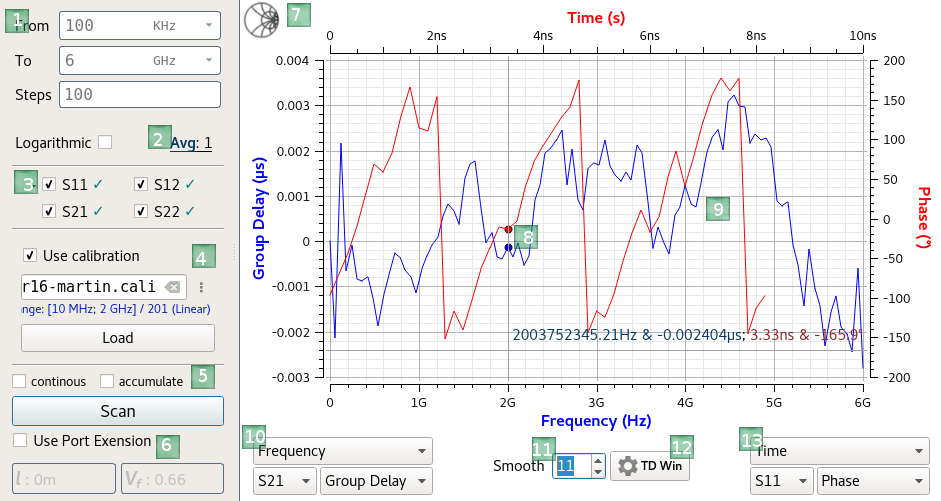 1 From 100 KHz
To 6 GHz
Steps 100
Logarithmic 2 Avg: 1
3 S11 ✓ S12 ✓
S21 ✓ S22 ✓
Use calibration 4
r16-martin.cali
nge: [10 MHz; 2 GHz] / 201 (Linear)
Load
continous accumulate 5
Scan
Use Port Exension 6
l : 0m Vf : 0.66
7
Time (s)
0 2ns 4ns 6ns 8ns 10ns
Group Delay (µs)
0.004
0.003
0.002
0.001
0
-0.001
-0.002
-0.003
8
9
2003752345.21Hz & -0.002404µs; 3.33ns & -165.9°
200
150
100
50
0
-50
-100
-150
-200
Phase (°)
0 1G 2G 3G 4G 5G 6G
Frequency (Hz)
10 Frequency
S21 Group Delay
11 Smooth 11
12 TD Win
13 Time
S11 Phase